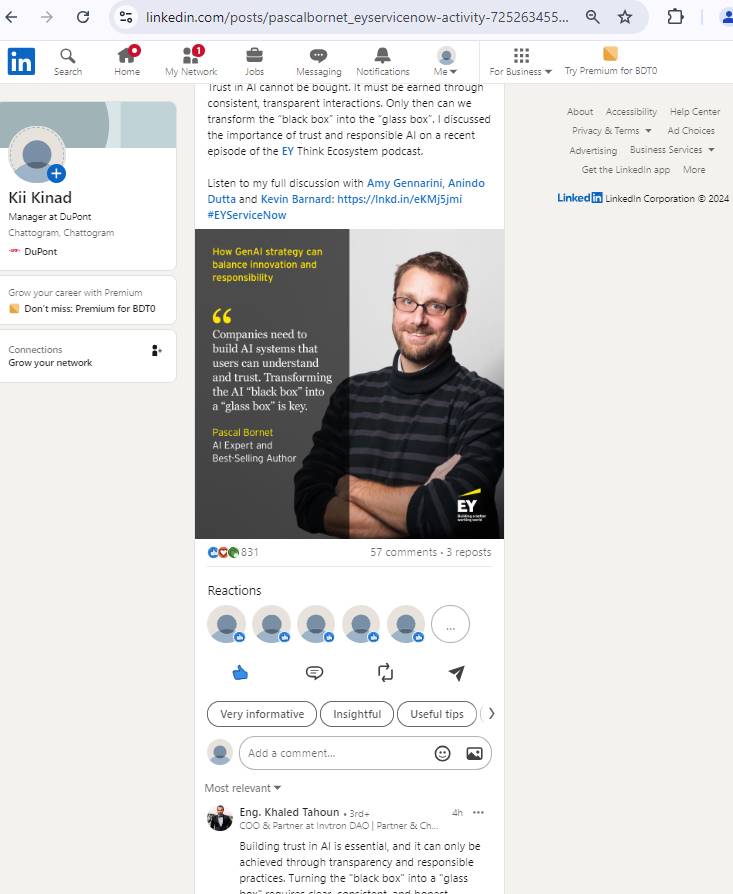 linkedin.com/posts/pascalbornet_eyservicenow-activity-725263455...
in
Search
Home
1
My Network
Jobs
Messaging
Notifications
Me
For Business
Try Premium for BDT0
Kii Kinad
Manager at DuPont
Chattogram, Chattogram
DuPont
Grow your career with Premium
Don't miss: Premium for BDT0
Connections
Grow your network
Trust in AI cannot be bought. It must be earned through
consistent, transparent interactions. Only then can we
transform the "black box" into the "glass box". I discussed
the importance of trust and responsible AI on a recent
episode of the EY Think Ecosystem podcast.
Listen to my full discussion with Amy Gennarini, Anindo
Dutta and Kevin Barnard: https://lnkd.in/eKMj5jmi
#EYServiceNow
How GenAI strategy can
balance innovation and
responsibility
“
Companies need to
build AI systems that
users can understand
and trust. Transforming
the AI “black box” into
a “glass box” is key.
Pascal Bornet
AI Expert and
Best-Selling Author
EY
Building a better
working world
831
57 comments • 3 reposts
Reactions
...
Very informative
Insightful
Useful tips
Add a comment...
Most relevant
Eng. Khaled Tahoun • 3rd+
4h
COO & Partner at Invtron DAO | Partner & Ch...
Building trust in AI is essential, and it can only be
achieved through transparency and responsible
practices. Turning the "black box" into a "glass
box" requires clear, consistent, and honest
About
Accessibility
Help Center
Privacy & Terms
Ad Choices
Advertising
Business Services
Get the LinkedIn app
More
LinkedIn LinkedIn Corporation © 2024